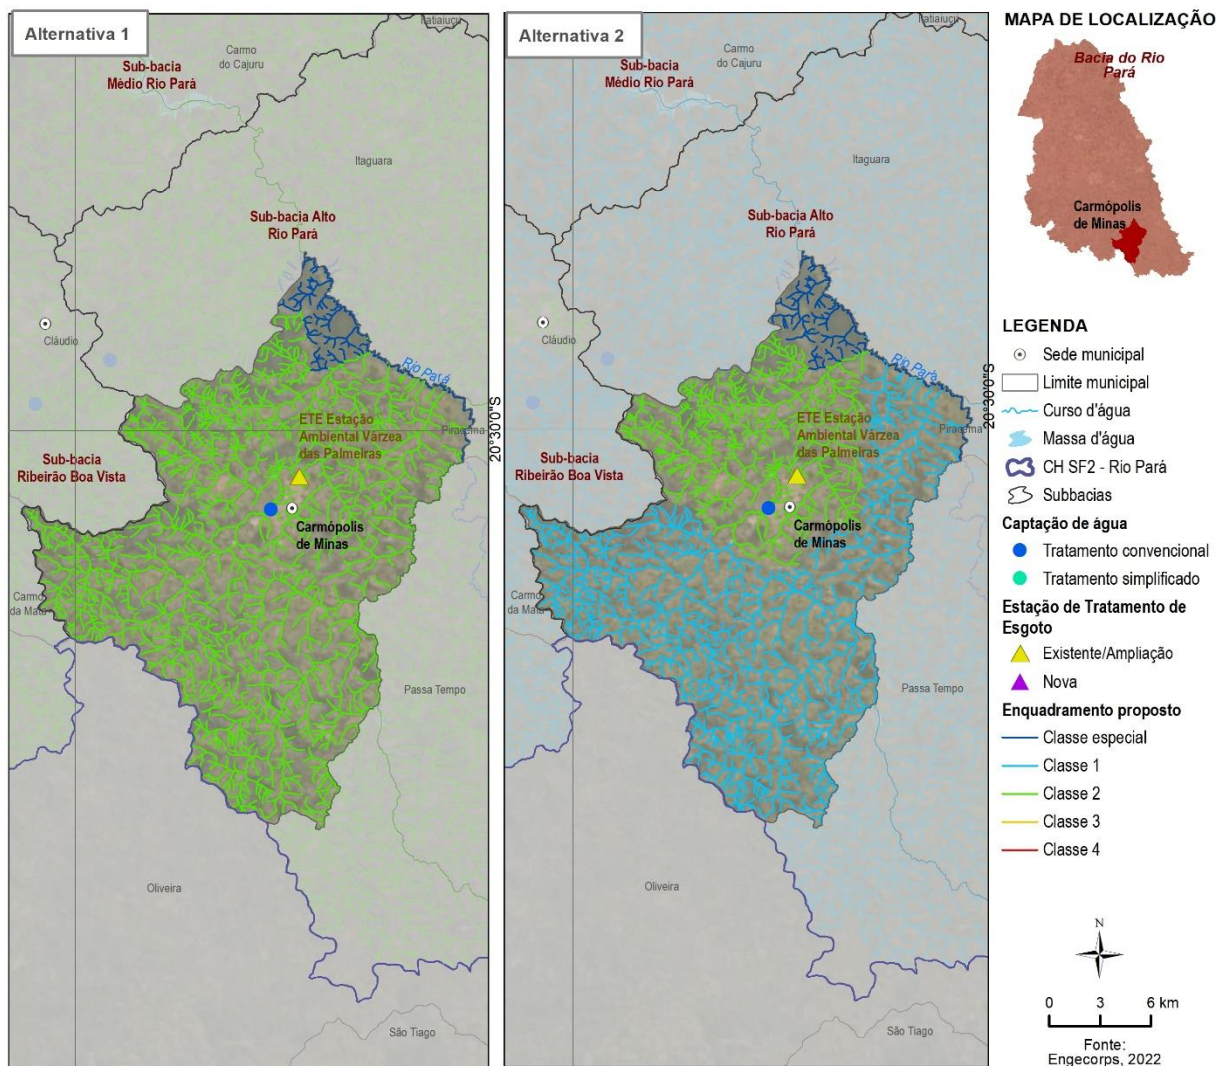 Alternativa 1
Itatiaiuçu
Carmo
do Cajuru
Sub-bacia
Médio Rio Pará
Itaguara
Sub-bacia Alto
Rio Pará
Cláudio
Rio Pará
20°30'0"S
ETE Estação
Ambiental Várzea
das Palmeiras
Piracema
Sub-bacia
Ribeirão Boa Vista
Carmópolis
de Minas
Carmo
da Mata
Passa Tempo
Oliveira
São Tiago
Alternativa 2
Itatiaiuçu
Carmo
do Cajuru
Sub-bacia
Médio Rio Pará
Itaguara
Sub-bacia Alto
Rio Pará
Cláudio
Rio Pará
20°30'0"S
ETE Estação
Ambiental Várzea
das Palmeiras
Piracema
Sub-bacia
Ribeirão Boa Vista
Carmópolis
de Minas
Carmo
da Mata
Passa Tempo
Oliveira
São Tiago
MAPA DE LOCALIZAÇÃO
Bacia do Rio
Pará
Carmópolis
de Minas
LEGENDA
Sede municipal
Limite municipal
Curso d'água
Massa d'água
CH SF2 - Rio Pará
Subbacias
Captação de água
Tratamento convencional
Tratamento simplificado
Estação de Tratamento de
Esgoto
Existente/Ampliação
Nova
Enquadramento proposto
Classe especial
Classe 1
Classe 2
Classe 3
Classe 4
N
0 3 6 km
Fonte:
Engecorps, 2022